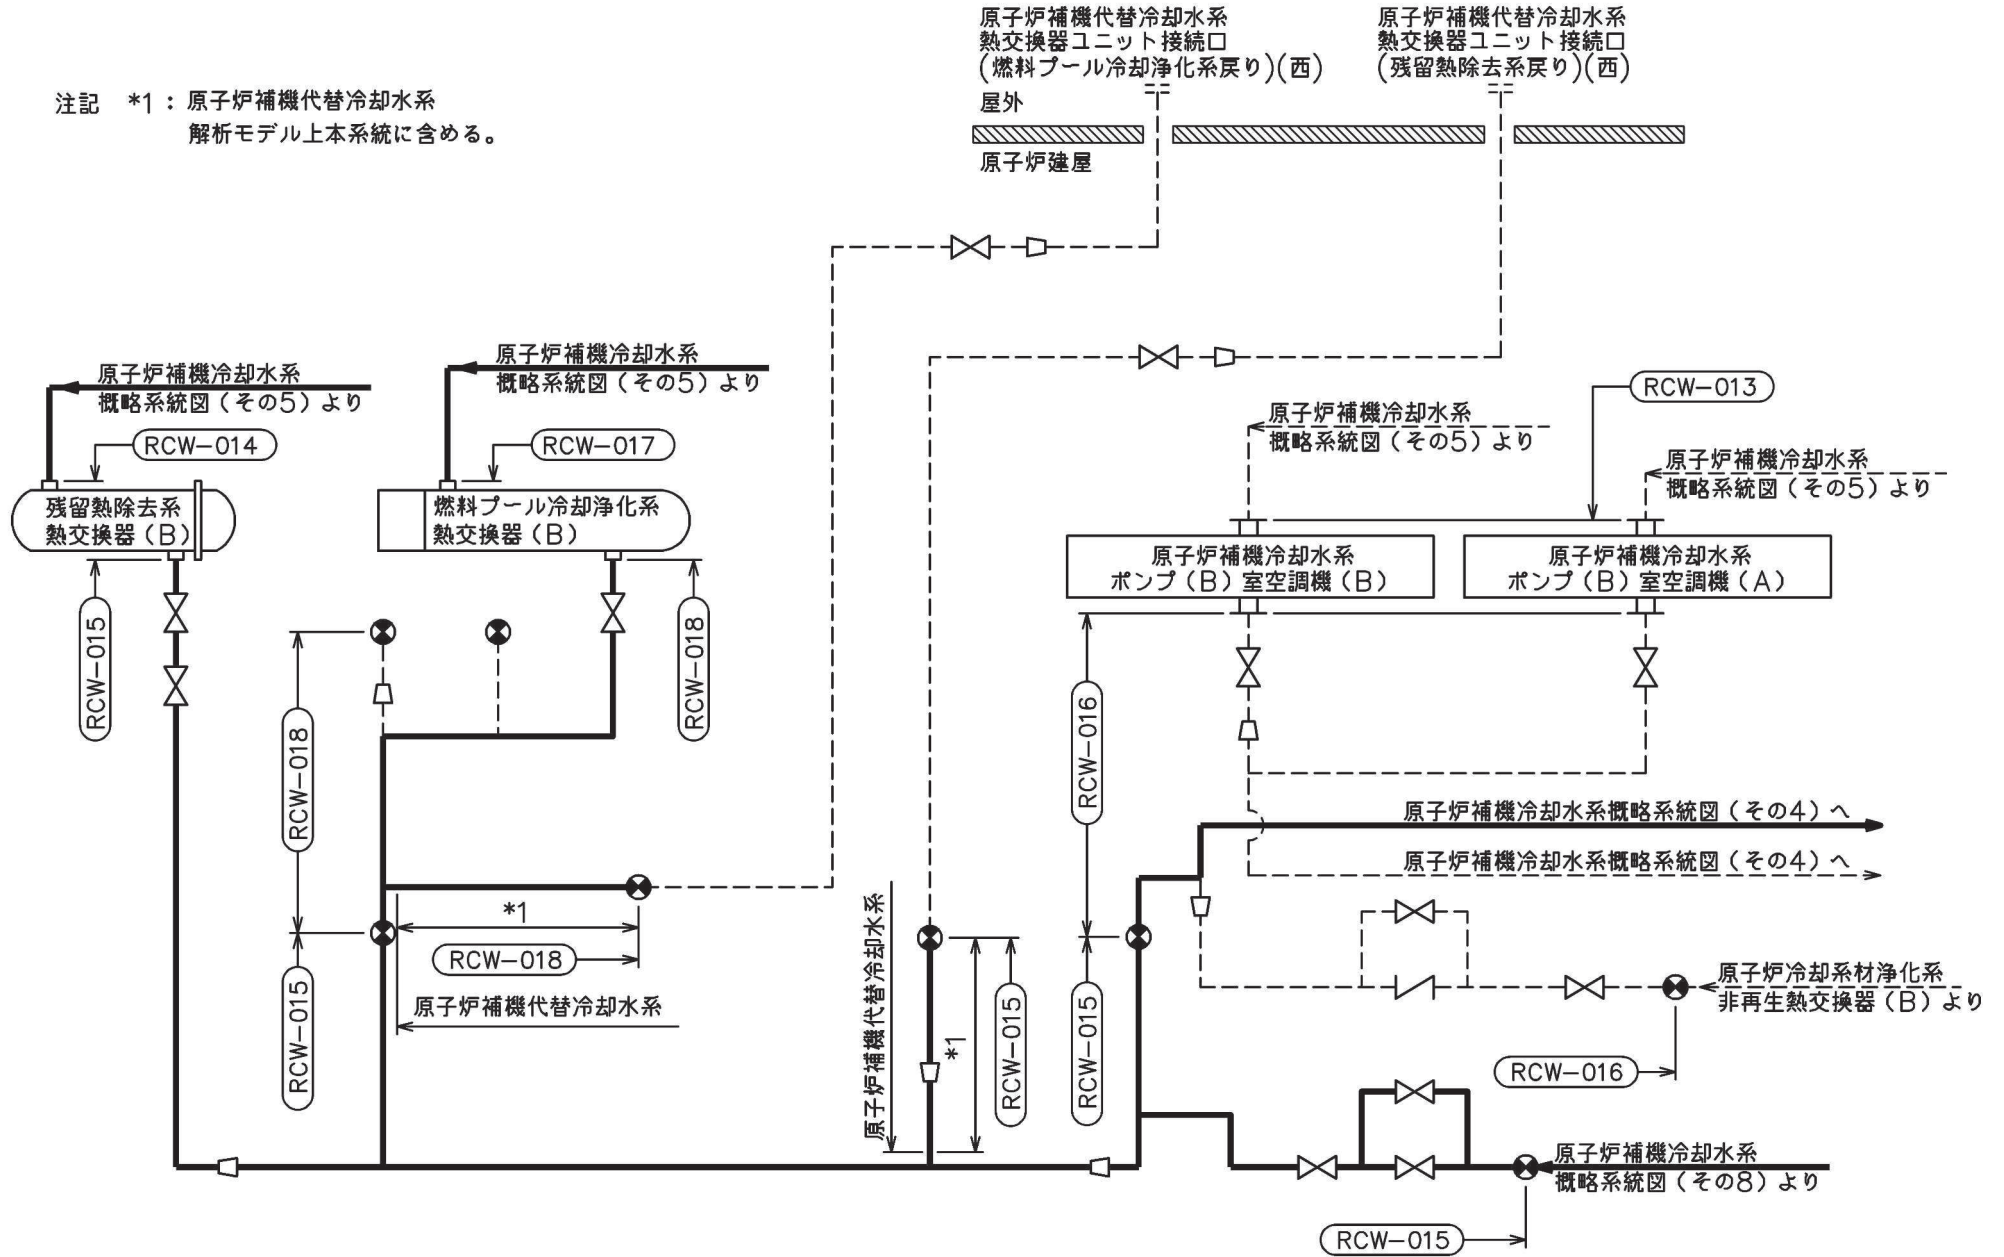 原子炉補機代替冷却水系
熱交換器ユニット接続口
(燃料プール冷却浄化系戻り)(西)
原子炉補機代替冷却水系
熱交換器ユニット接続口
(残留熱除去系戻り)(西)
注記 *1：原子炉補機代替冷却水系
解析モデル上本系統に含める。
屋外
原子炉建屋
原子炉補機冷却水系
概略系統図（その5）より
原子炉補機冷却水系
概略系統図（その5）より
RCW-013
RCW-014
RCW-017
原子炉補機冷却水系
概略系統図（その5）より
原子炉補機冷却水系
概略系統図（その5）より
残留熱除去系
熱交換器（B）
燃料プール冷却浄化系
熱交換器（B）
原子炉補機冷却水系
ポンプ（B）室空調機（B）
原子炉補機冷却水系
ポンプ（B）室空調機（A）
RCW-015
RCW-018
RCW-018
RCW-016
原子炉補機冷却水系概略系統図（その4）へ
原子炉補機冷却水系概略系統図（その4）へ
*1
RCW-018
RCW-015
原子炉補機代替冷却水系
原子炉補機代替冷却水系
*1
RCW-015
RCW-015
原子炉冷却系材浄化系
非再生熱交換器（B）より
RCW-016
原子炉補機冷却水系
概略系統図（その8）より
RCW-015